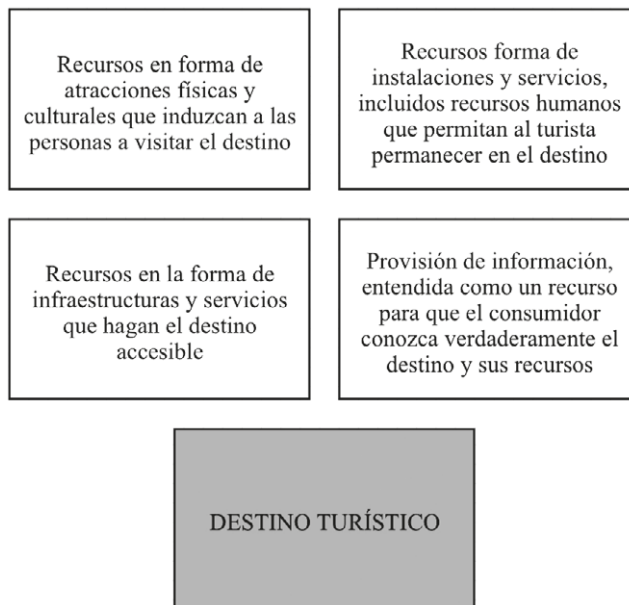 Recursos en forma de
atracciones físicas y
culturales que induzcan a las
personas a visitar el destino
Recursos forma de
instalaciones y servicios,
incluidos recursos humanos
que permitan al turista
permanecer en el destino
Recursos en la forma de
infraestructuras y servicios
que hagan el destino
accesible
Provisión de información,
entendida como un recurso
para que el consumidor
conozca verdaderamente el
destino y sus recursos
DESTINO TURÍSTICO